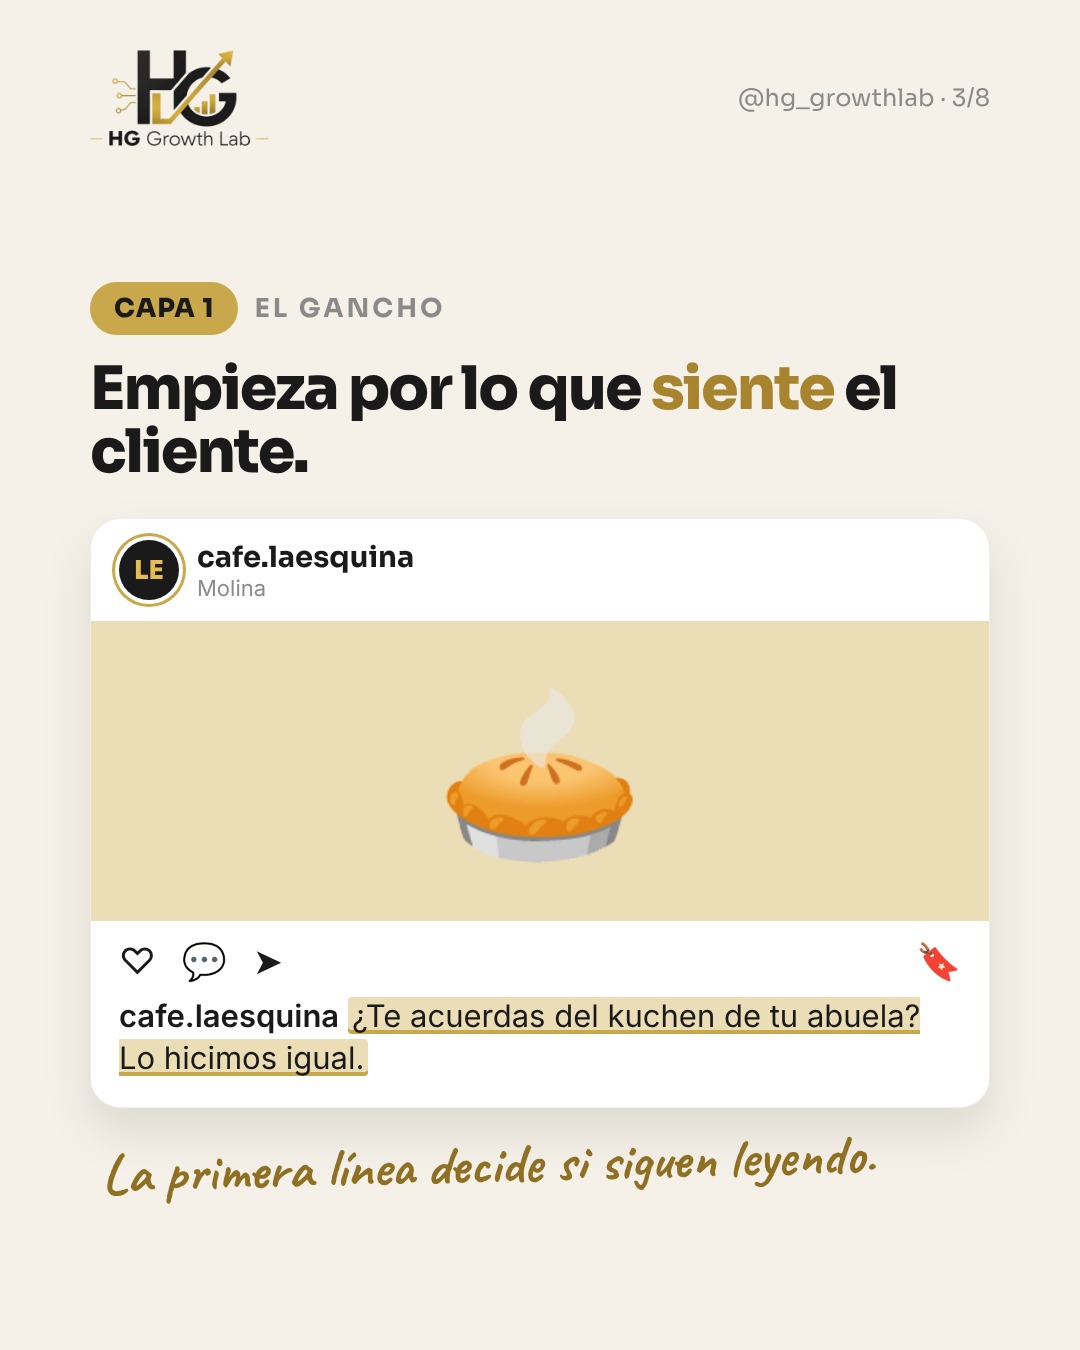 HG
HG Growth Lab
@hg_growthlab · 3/8
CAPA 1 EL GANCHO
Empieza por lo que siente el
cliente.
LE
cafe.laesquina
Molina
cafe.laesquina ¿Te acuerdas del kuchen de tu abuela?
Lo hicimos igual.
La primera línea decide si siguen leyendo.